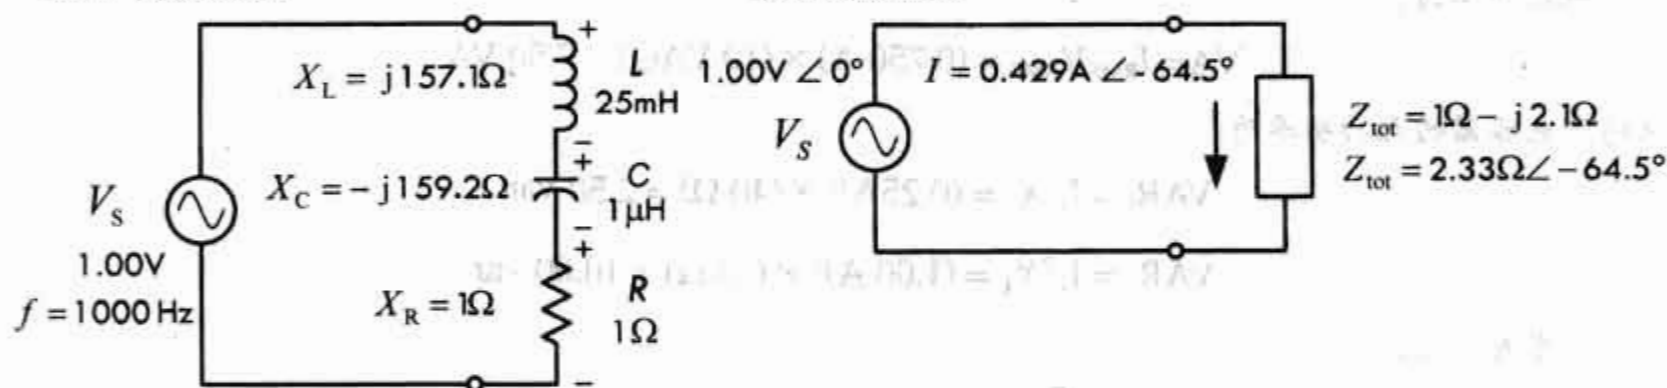 X_L = j157.1Ω
L
25mH
X_C = -j159.2Ω
C
1μH
V_S
1.00V
f = 1000 Hz
X_R = 1Ω
R
1Ω
1.00V ∠0°
I = 0.429A ∠-64.5°
V_S
Z_tot = 1Ω - j2.1Ω
Z_tot = 2.33Ω∠-64.5°